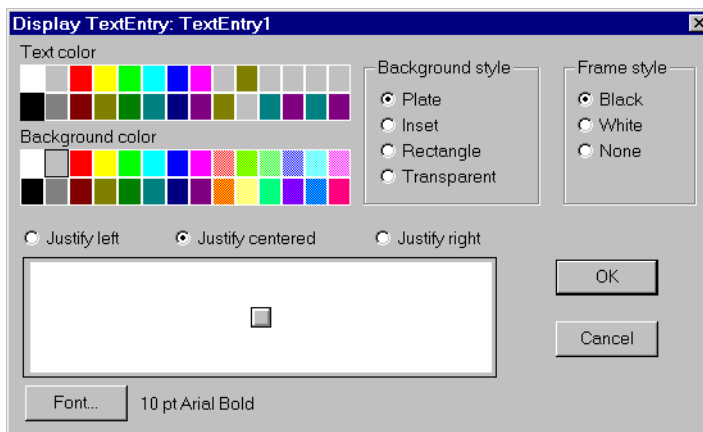 Display TextEntry: TextEntry1
Text color
Background color
Background style
Plate
Inset
Rectangle
Transparent
Frame style
Black
White
None
Justify left
Justify centered
Justify right
OK
Cancel
Font...
10 pt Arial Bold